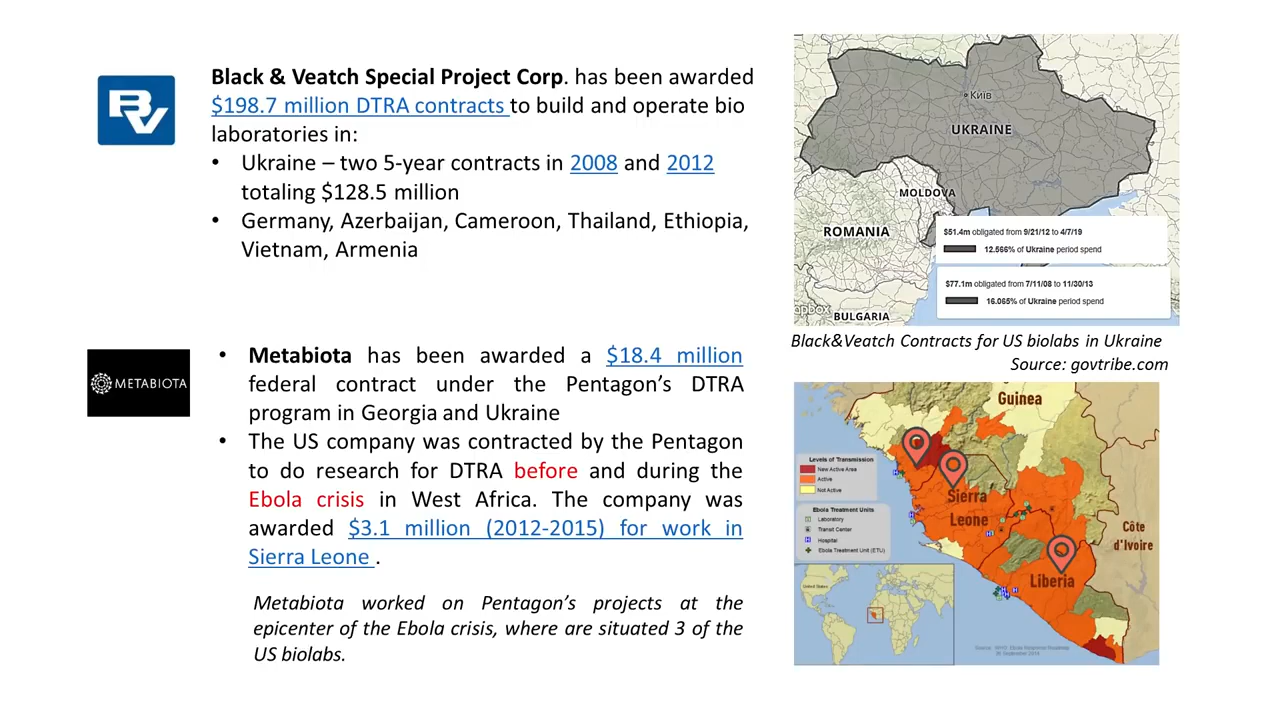 BV
Black & Veatch Special Project Corp. has been awarded
$198.7 million DTRA contracts to build and operate bio
laboratories in:
• Ukraine – two 5-year contracts in 2008 and 2012
totaling $128.5 million
• Germany, Azerbaijan, Cameroon, Thailand, Ethiopia,
Vietnam, Armenia
Київ
UKRAINE
MOLDOVA
ROMANIA
BULGARIA
apbox
$51.4m obligated from 9/21/12 to 4/7/19
12.566% of Ukraine period spend
$77.1m obligated from 7/11/08 to 11/30/13
16.065% of Ukraine period spend
Black&Veatch Contracts for US biolabs in Ukraine
Source: govtribe.com
METABIOTA
• Metabiota has been awarded a $18.4 million
federal contract under the Pentagon's DTRA
program in Georgia and Ukraine
• The US company was contracted by the Pentagon
to do research for DTRA before and during the
Ebola crisis in West Africa. The company was
awarded $3.1 million (2012-2015) for work in
Sierra Leone .
Metabiota worked on Pentagon's projects at the
epicenter of the Ebola crisis, where are situated 3 of the
US biolabs.
Guinea
Sierra
Leone
Liberia
Côte
d'Ivoire
Levels of Transmission
New Active Area
Active
Not Active
Ebola Treatment Units
Laboratory
Transit Center
Hospital
Ebola Treatment Unit (ETU)
United States